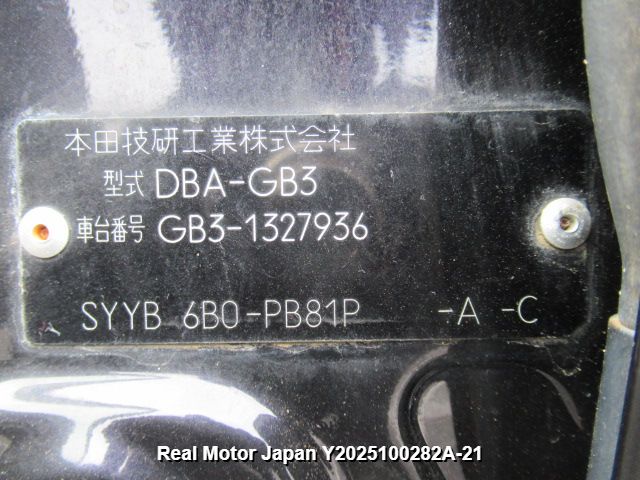 本田技研工業株式会社
型式 DBA-GB3
車台番号 GB3-1327936
SYYB 6B0-PB81P -A -C
Real Motor Japan Y2025100282A-21